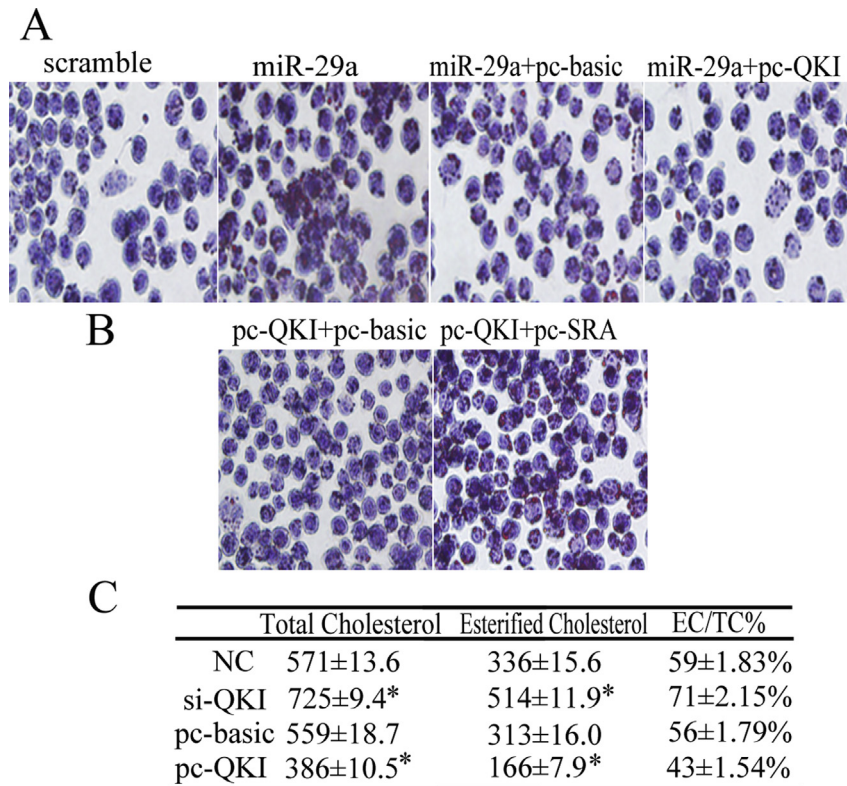 A
scramble miR-29a miR-29a+pc-basic miR-29a+pc-QKI
B
pc-QKI+pc-basic pc-QKI+pc-SRA
C
Total Cholesterol Esterified Cholesterol EC/TC%
NC 571±13.6 336±15.6 59±1.83%
si-QKI 725±9.4* 514±11.9* 71±2.15%
pc-basic 559±18.7 313±16.0 56±1.79%
pc-QKI 386±10.5* 166±7.9* 43±1.54%